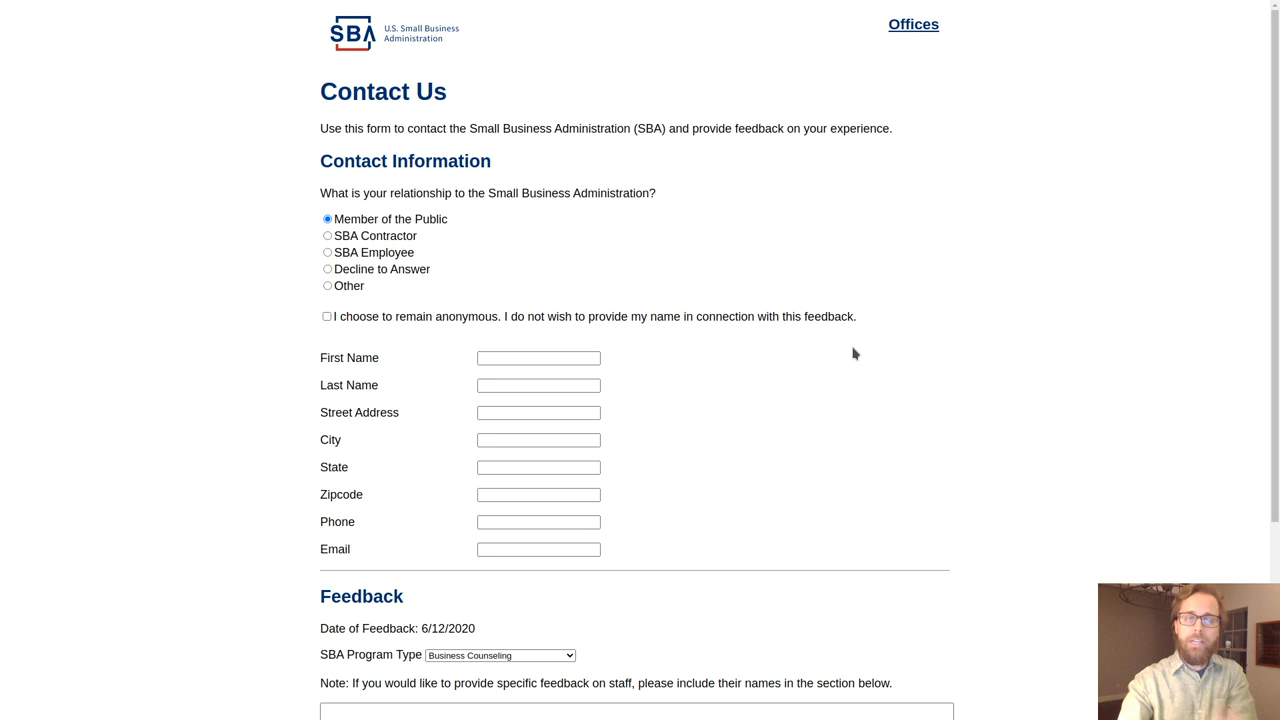 SBA
U.S. Small Business
Administration
Offices
Contact Us
Use this form to contact the Small Business Administration (SBA) and provide feedback on your experience.
Contact Information
What is your relationship to the Small Business Administration?
Member of the Public
SBA Contractor
SBA Employee
Decline to Answer
Other
I choose to remain anonymous. I do not wish to provide my name in connection with this feedback.
First Name
Last Name
Street Address
City
State
Zipcode
Phone
Email
Feedback
Date of Feedback: 6/12/2020
SBA Program Type Business Counseling
Note: If you would like to provide specific feedback on staff, please include their names in the section below.